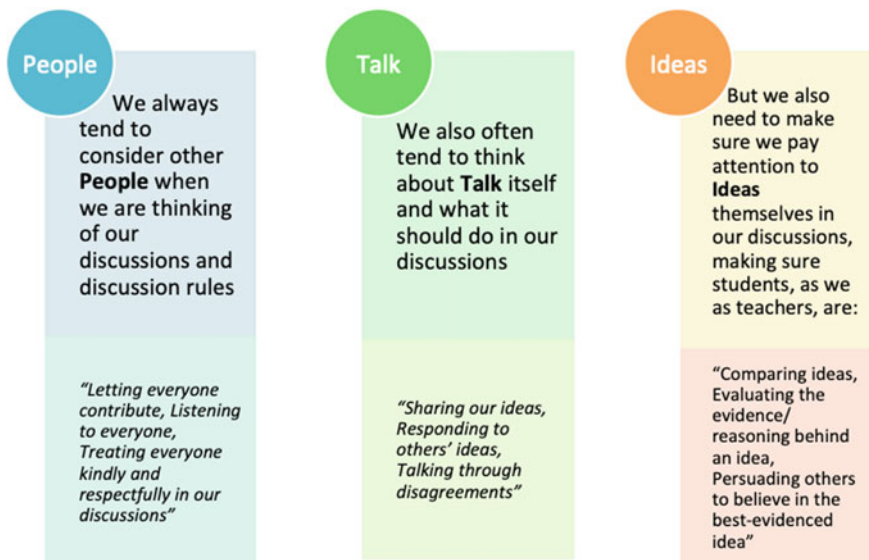 People
We always
tend to
consider other
People when
we are thinking
of our
discussions and
discussion rules
“Letting everyone
contribute, Listening
to everyone,
Treating everyone
kindly and
respectfully in our
discussions”
Talk
We also often
tend to think
about Talk itself
and what it
should do in our
discussions
“Sharing our ideas,
Responding to
others’ ideas,
Talking through
disagreements”
Ideas
But we also
need to make
sure we pay
attention to
Ideas
themselves in
our discussions,
making sure
students, as we
as teachers, are:
“Comparing ideas,
Evaluating the
evidence/
reasoning behind
an idea,
Persuading others
to believe in the
best-evidenced
idea”